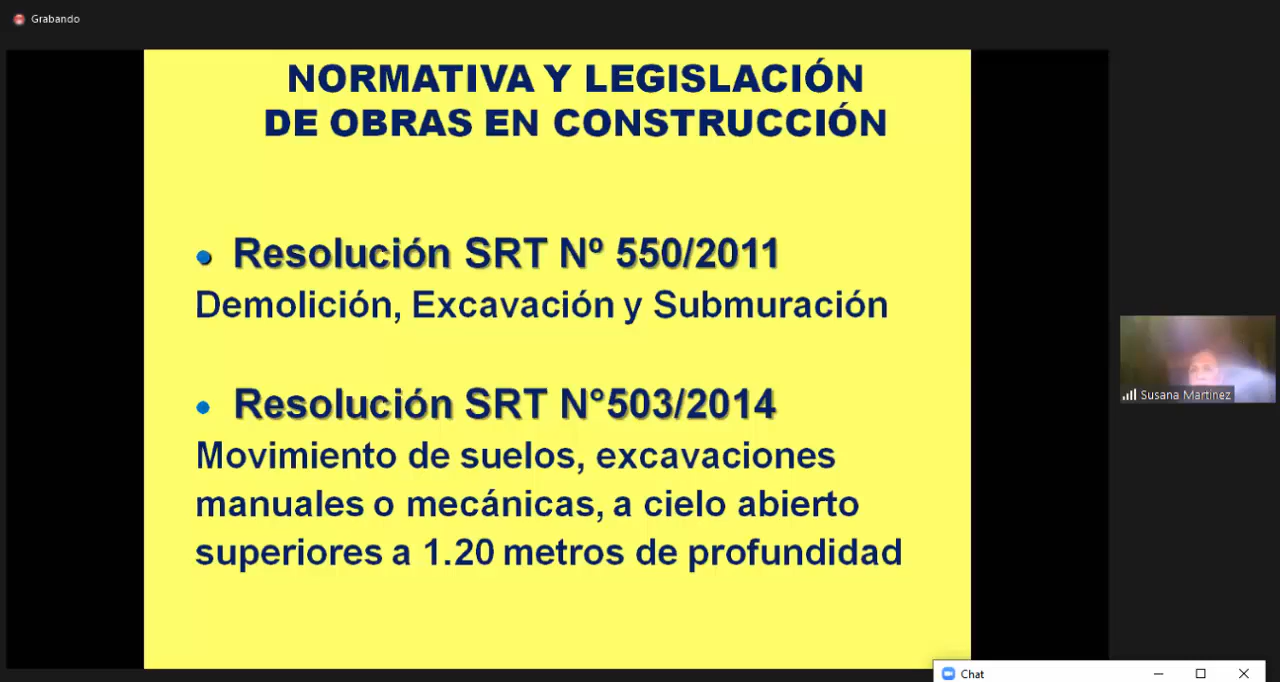 Grabando
NORMATIVA Y LEGISLACIÓN
DE OBRAS EN CONSTRUCCIÓN
• Resolución SRT Nº 550/2011
Demolición, Excavación y Submuración
• Resolución SRT N°503/2014
Movimiento de suelos, excavaciones
manuales o mecánicas, a cielo abierto
superiores a 1.20 metros de profundidad
Susana Martinez
Chat